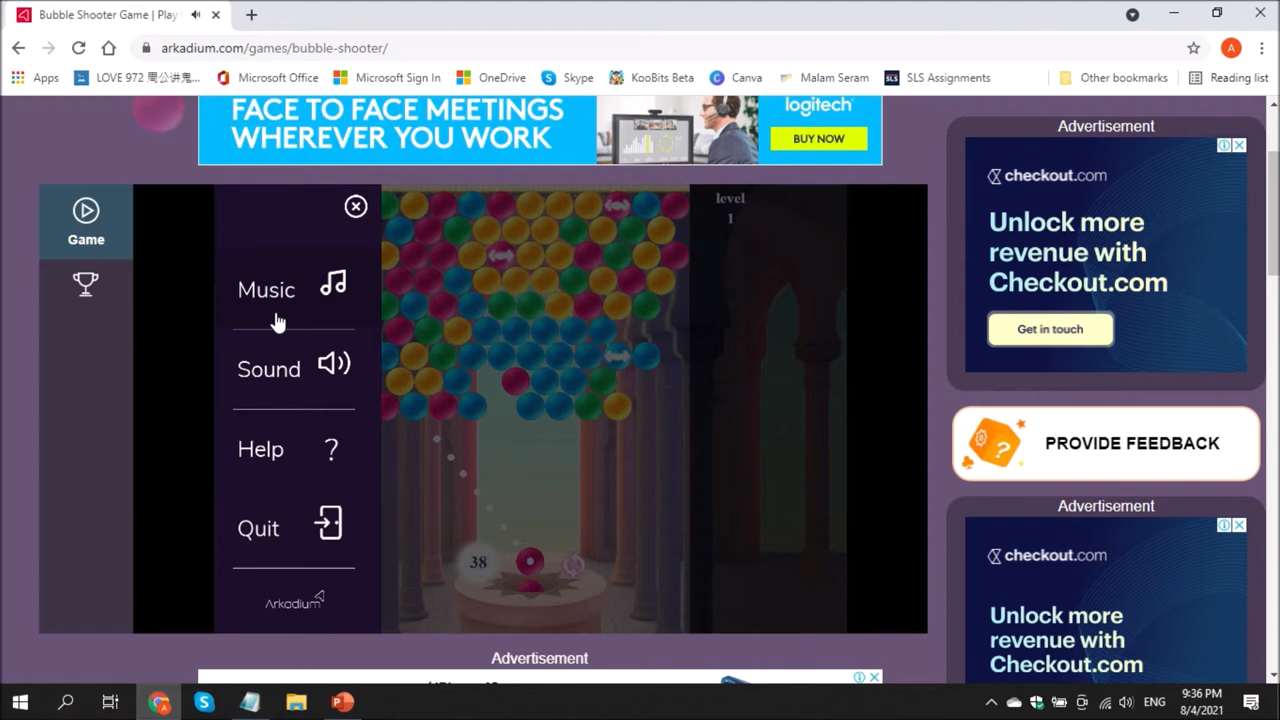 Bubble Shooter Game | Play
arkadium.com/games/bubble-shooter/
A
Apps
LOVE 972 周公讲鬼...
Microsoft Office
Microsoft Sign In
OneDrive
Skype
KooBits Beta
Canva
Malam Seram
SLS
SLS Assignments
Other bookmarks
Reading list
FACE TO FACE MEETINGS
WHEREVER YOU WORK
logitech
BUY NOW
Advertisement
checkout.com
Unlock more
revenue with
Checkout.com
Get in touch
Game
level
1
Music
Sound
Help ?
Quit
Arkadium
38
PROVIDE FEEDBACK
Advertisement
checkout.com
Unlock more
revenue with
Checkout.com
Advertisement
ENG
9:36 PM
8/4/2021